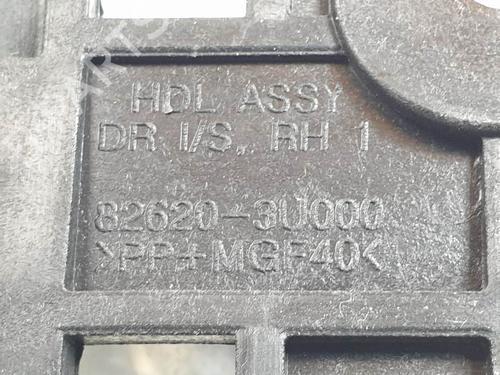 HDL ASSY
DR I/S, RH 1
82620-3U000
>PP+MGF40<